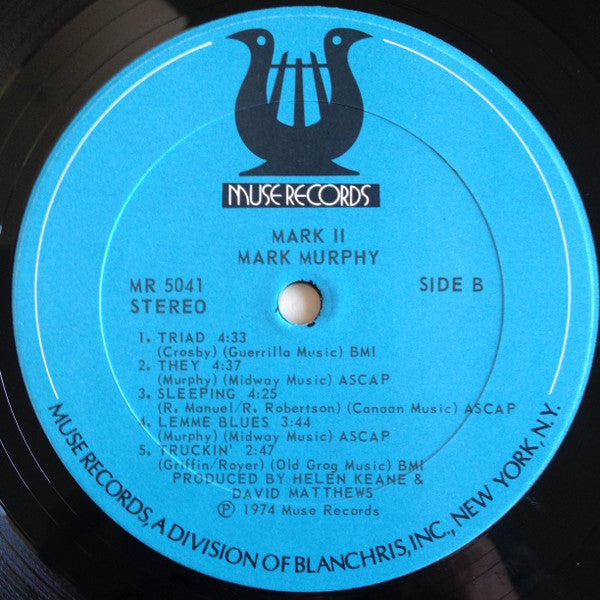 MUSE RECORDS
MARK II
MARK MURPHY
MR 5041
STEREO
SIDE B
1. TRIAD 4:33
(Crosby) (Guerrilla Music) BMI
2. THEY 4:37
(Murphy) (Midway Music) ASCAP
3. SLEEPING 4:25
(R. Manuel/R. Robertson) (Canaan Music) ASCAP
4. LEMME BLUES 3:44
(Murphy) (Midway Music) ASCAP
5. TRUCKIN' 2:47
(Griffin/Royer) (Old Grog Music) BMI
PRODUCED BY HELEN KEANE &
DAVID MATTHEWS
℗ 1974 Muse Records
MUSE RECORDS, A DIVISION OF BLANCHRIS, INC., NEW YORK, N.Y.